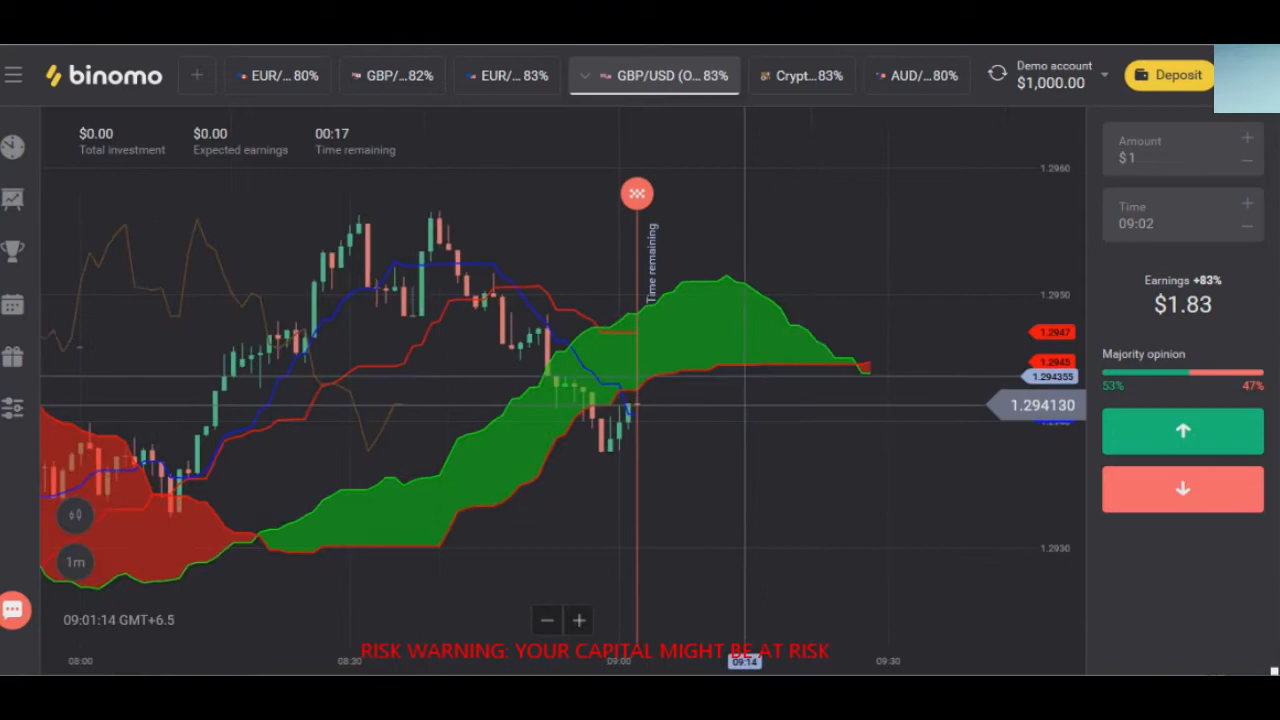 binomo
+
EUR/... 80%
GBP/...82%
EUR/... 83%
GBP/USD (O... 83%
Crypt...83%
AUD/...80%
Demo account
$1,000.00
Deposit
$0.00
Total investment
$0.00
Expected earnings
00:17
Time remaining
Time remaining
1.2960
1.2950
1.2947
1.2945
1.294355
1.294130
1.2930
Amount
$1
Time
09:02
Earnings +83%
$1.83
Majority opinion
53% 47%
1m
09:01:14 GMT+6.5
− +
RISK WARNING: YOUR CAPITAL MIGHT BE AT RISK
08:00 08:30 09:00 09:14 09:30